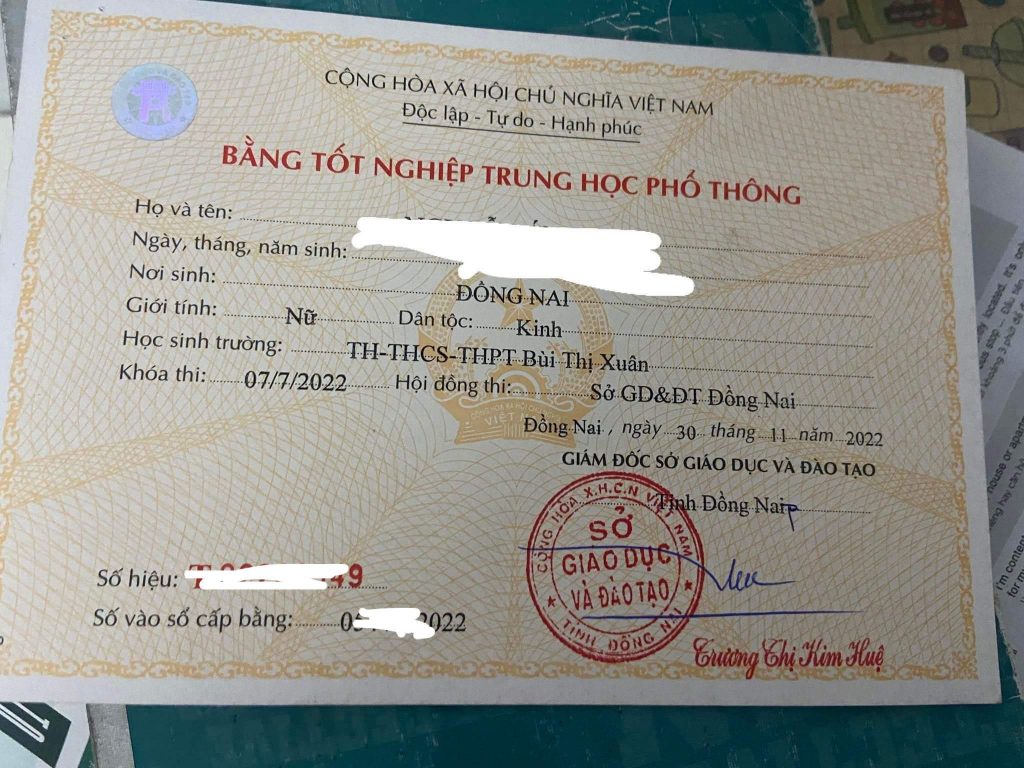 CỘNG HÒA XÃ HỘI CHỦ NGHĨA VIỆT NAM
Độc lập - Tự do - Hạnh phúc
BẰNG TỐT NGHIỆP TRUNG HỌC PHỔ THÔNG
Họ và tên:
Ngày, tháng, năm sinh:
Nơi sinh: ĐỒNG NAI
Giới tính: Nữ Dân tộc: Kinh
Học sinh trường: TH-THCS-THPT Bùi Thị Xuân
Khóa thi: 07/7/2022 Hội đồng thi: Sở GD&ĐT Đồng Nai
Đồng Nai, ngày 30 tháng 11 năm 2022
GIÁM ĐỐC SỞ GIÁO DỤC VÀ ĐÀO TẠO
Tỉnh Đồng Nai
CỘNG HÒA X.H.C.N VIỆT NAM
SỞ
GIÁO DỤC
VÀ ĐÀO TẠO
TỈNH ĐỒNG NAI
Số hiệu:
Số vào sổ cấp bằng: 2022
Trương Thị Kim Huệ